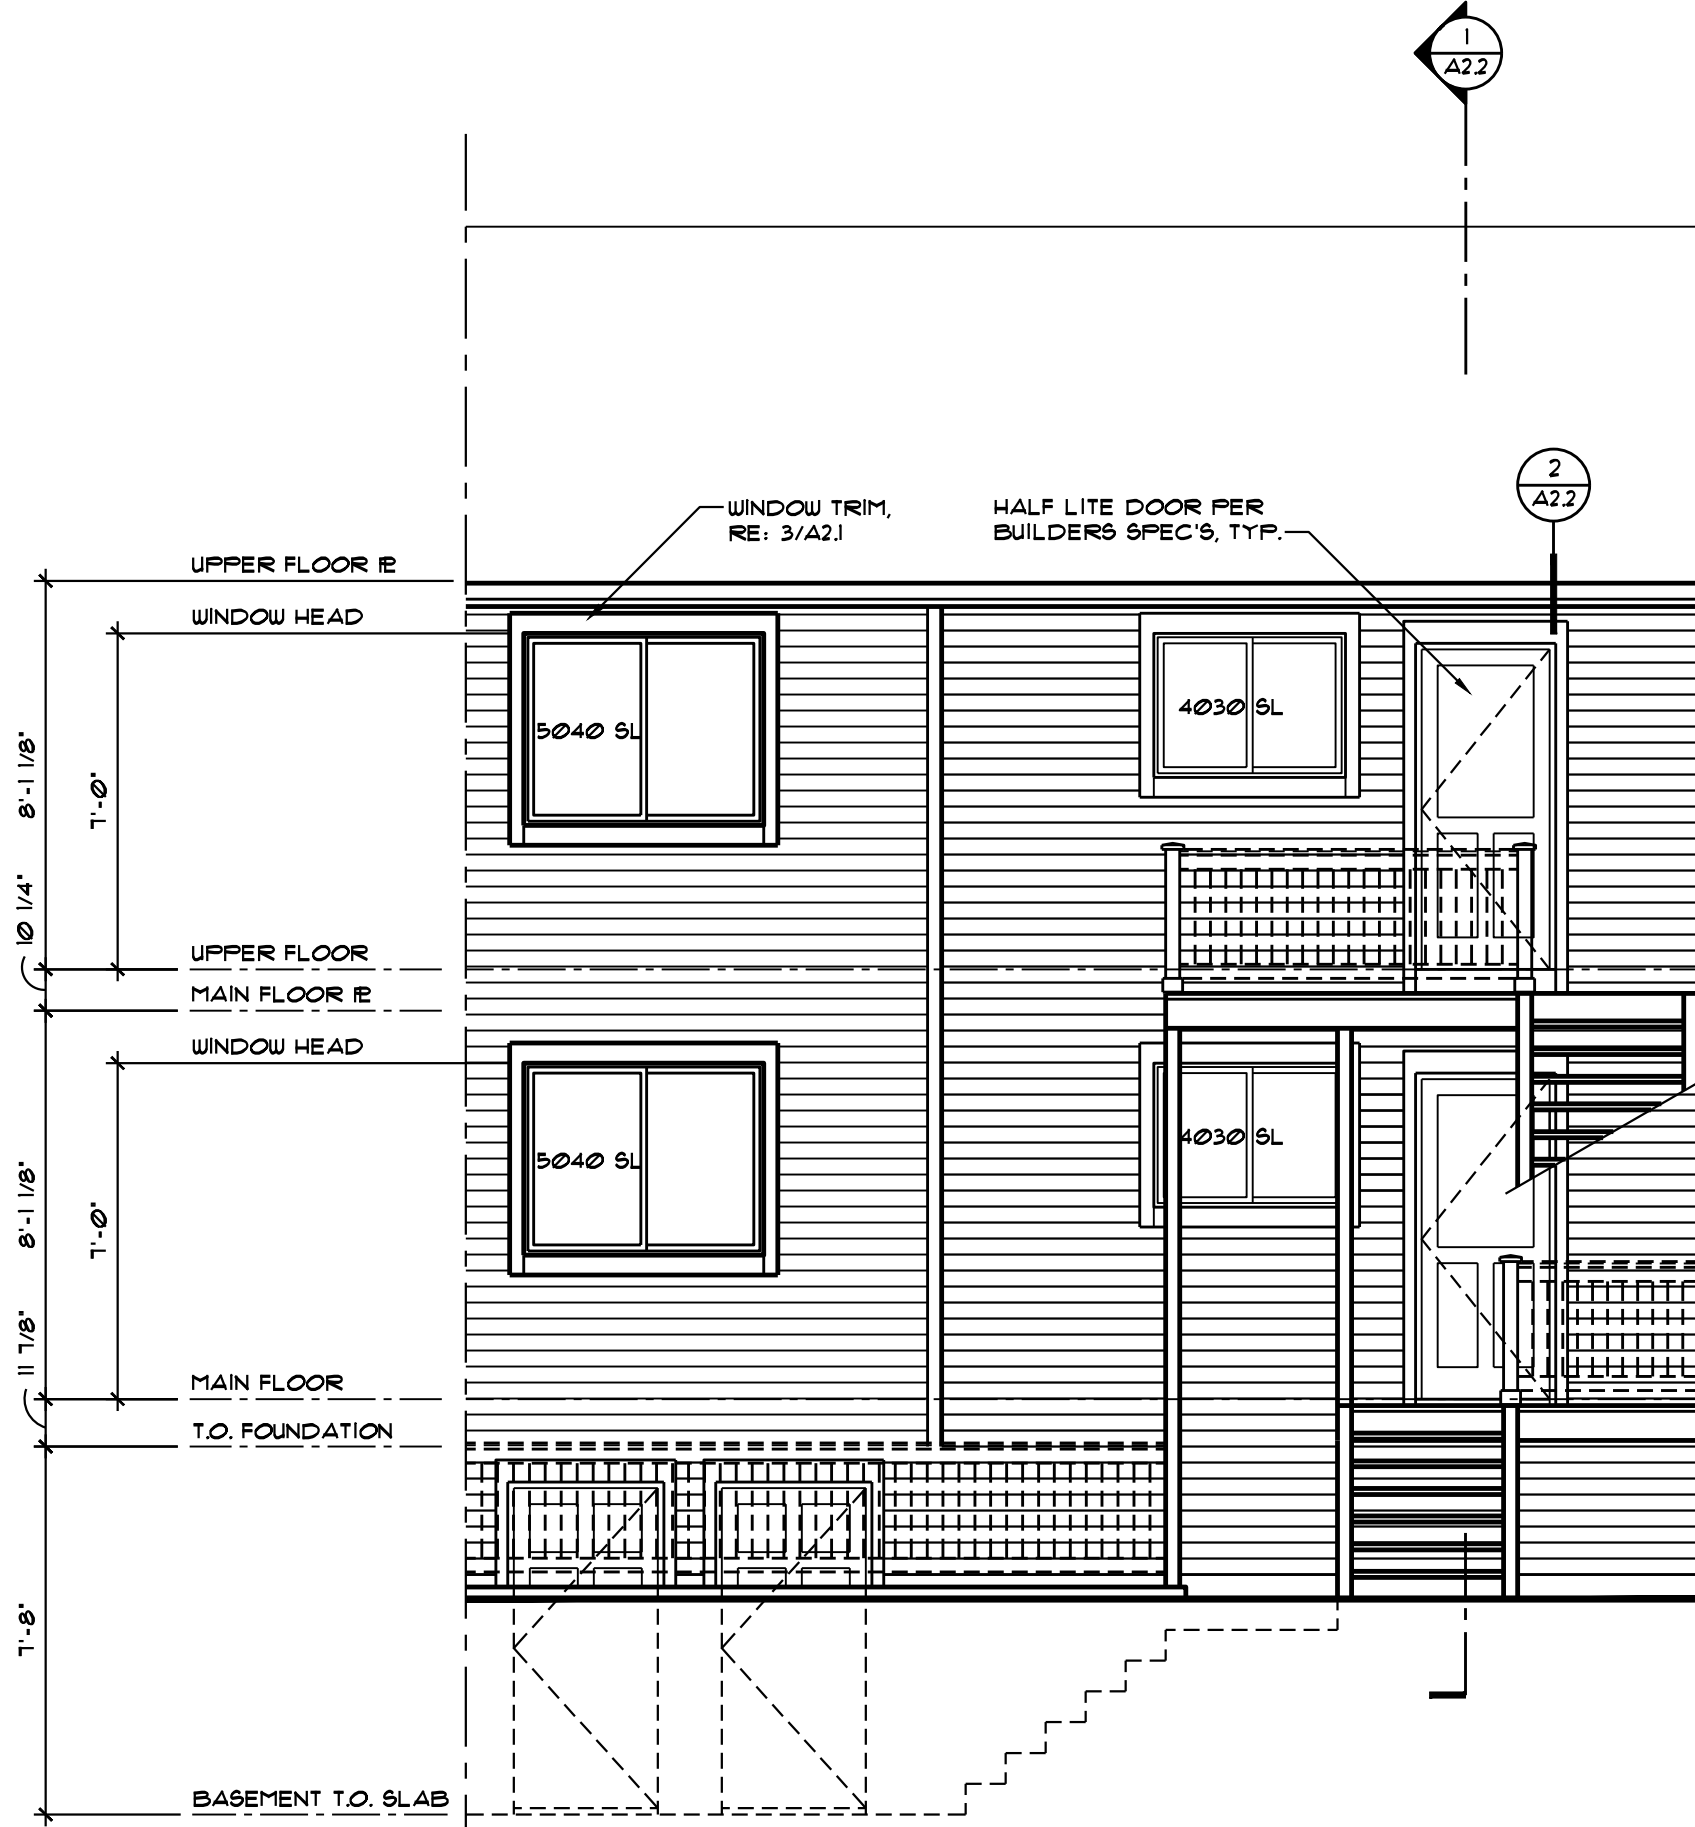 1
A2.2
2
A2.2
WINDOW TRIM,
RE: 3/A2.1
HALF LITE DOOR PER
BUILDERS SPEC'S, TYP.
UPPER FLOOR PL
WINDOW HEAD
8'-1 1/8"
7'-0"
5040 SL
4030 SL
10 1/4"
UPPER FLOOR
MAIN FLOOR PL
WINDOW HEAD
8'-1 1/8"
7'-0"
5040 SL
4030 SL
11 7/8"
MAIN FLOOR
T.O. FOUNDATION
7'-8"
BASEMENT T.O. SLAB